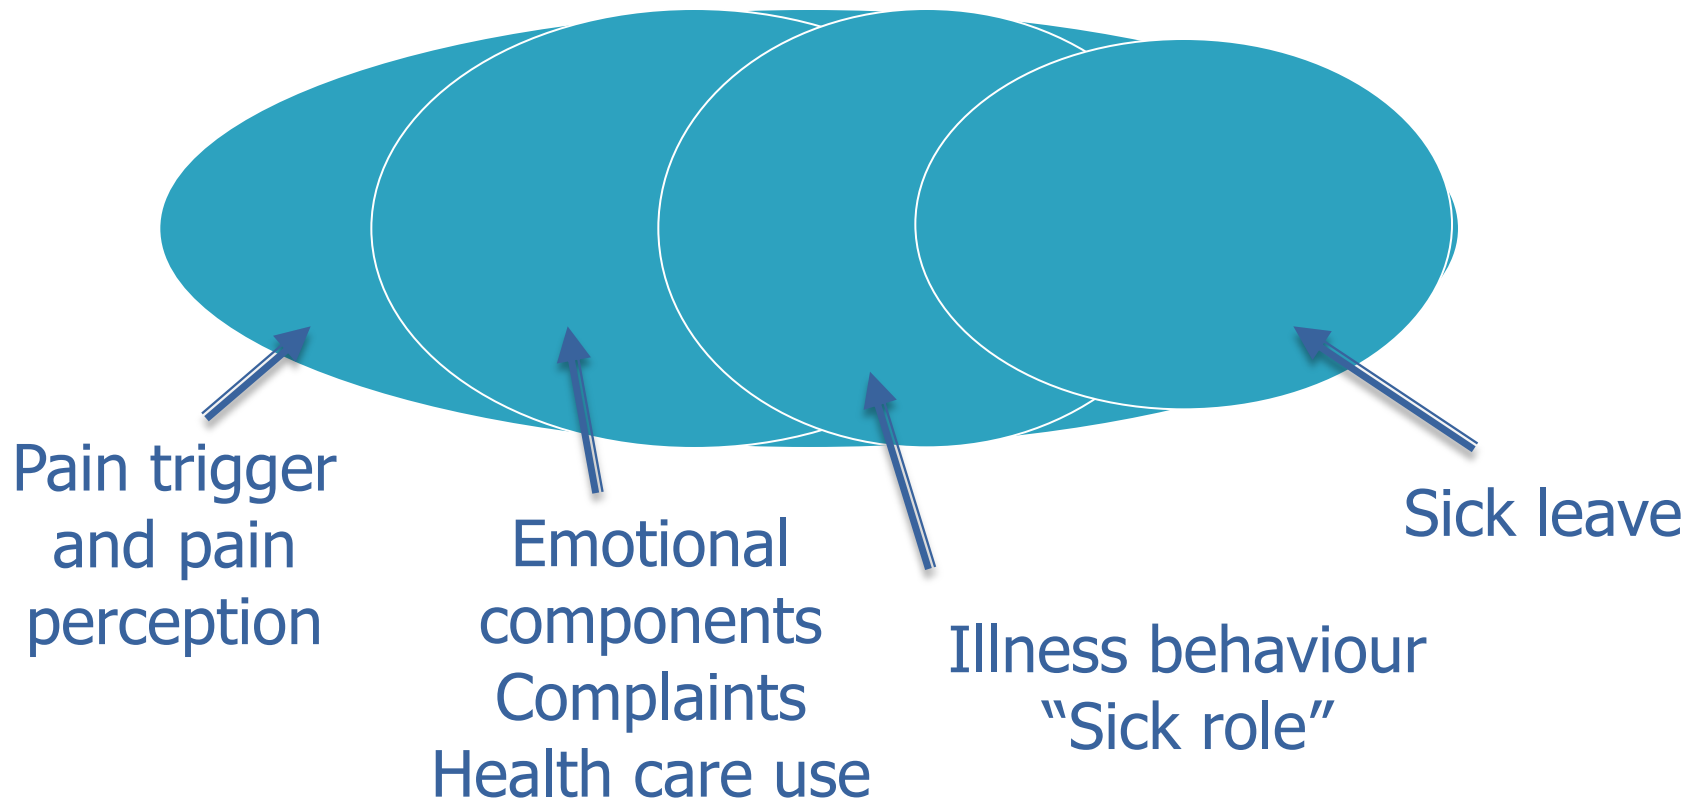 Pain trigger
and pain
perception
Emotional
components
Complaints
Health care use
Illness behaviour
“Sick role”
Sick leave